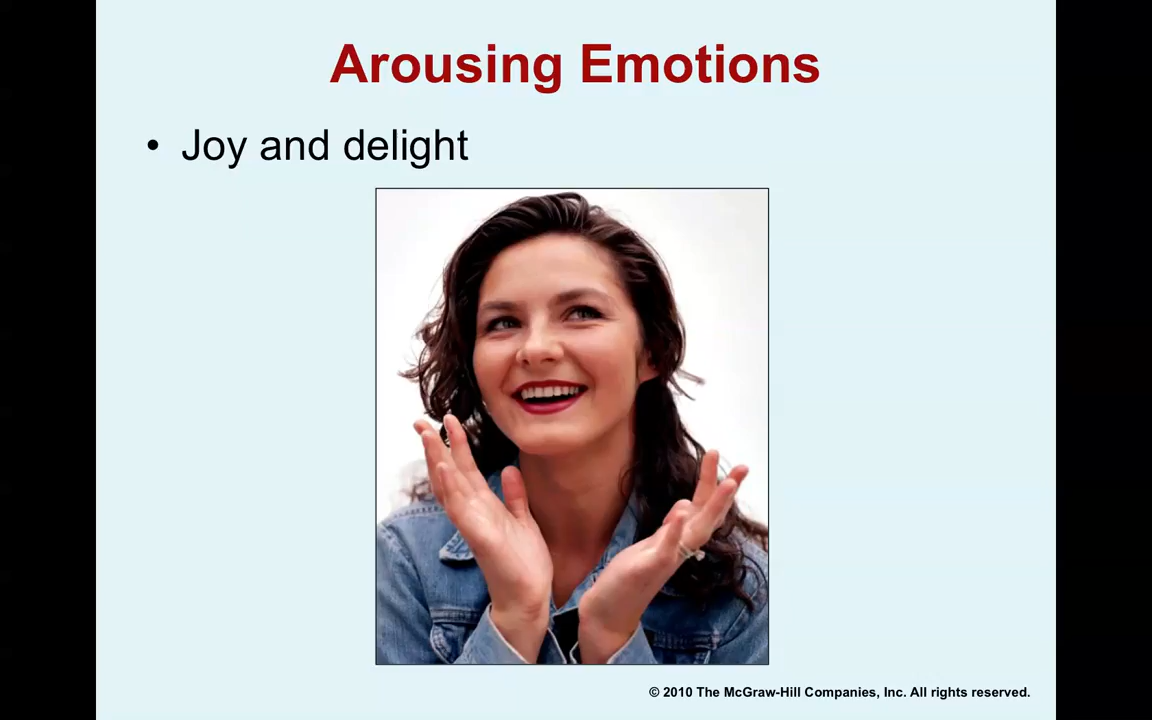 Arousing Emotions
• Joy and delight
© 2010 The McGraw-Hill Companies, Inc. All rights reserved.